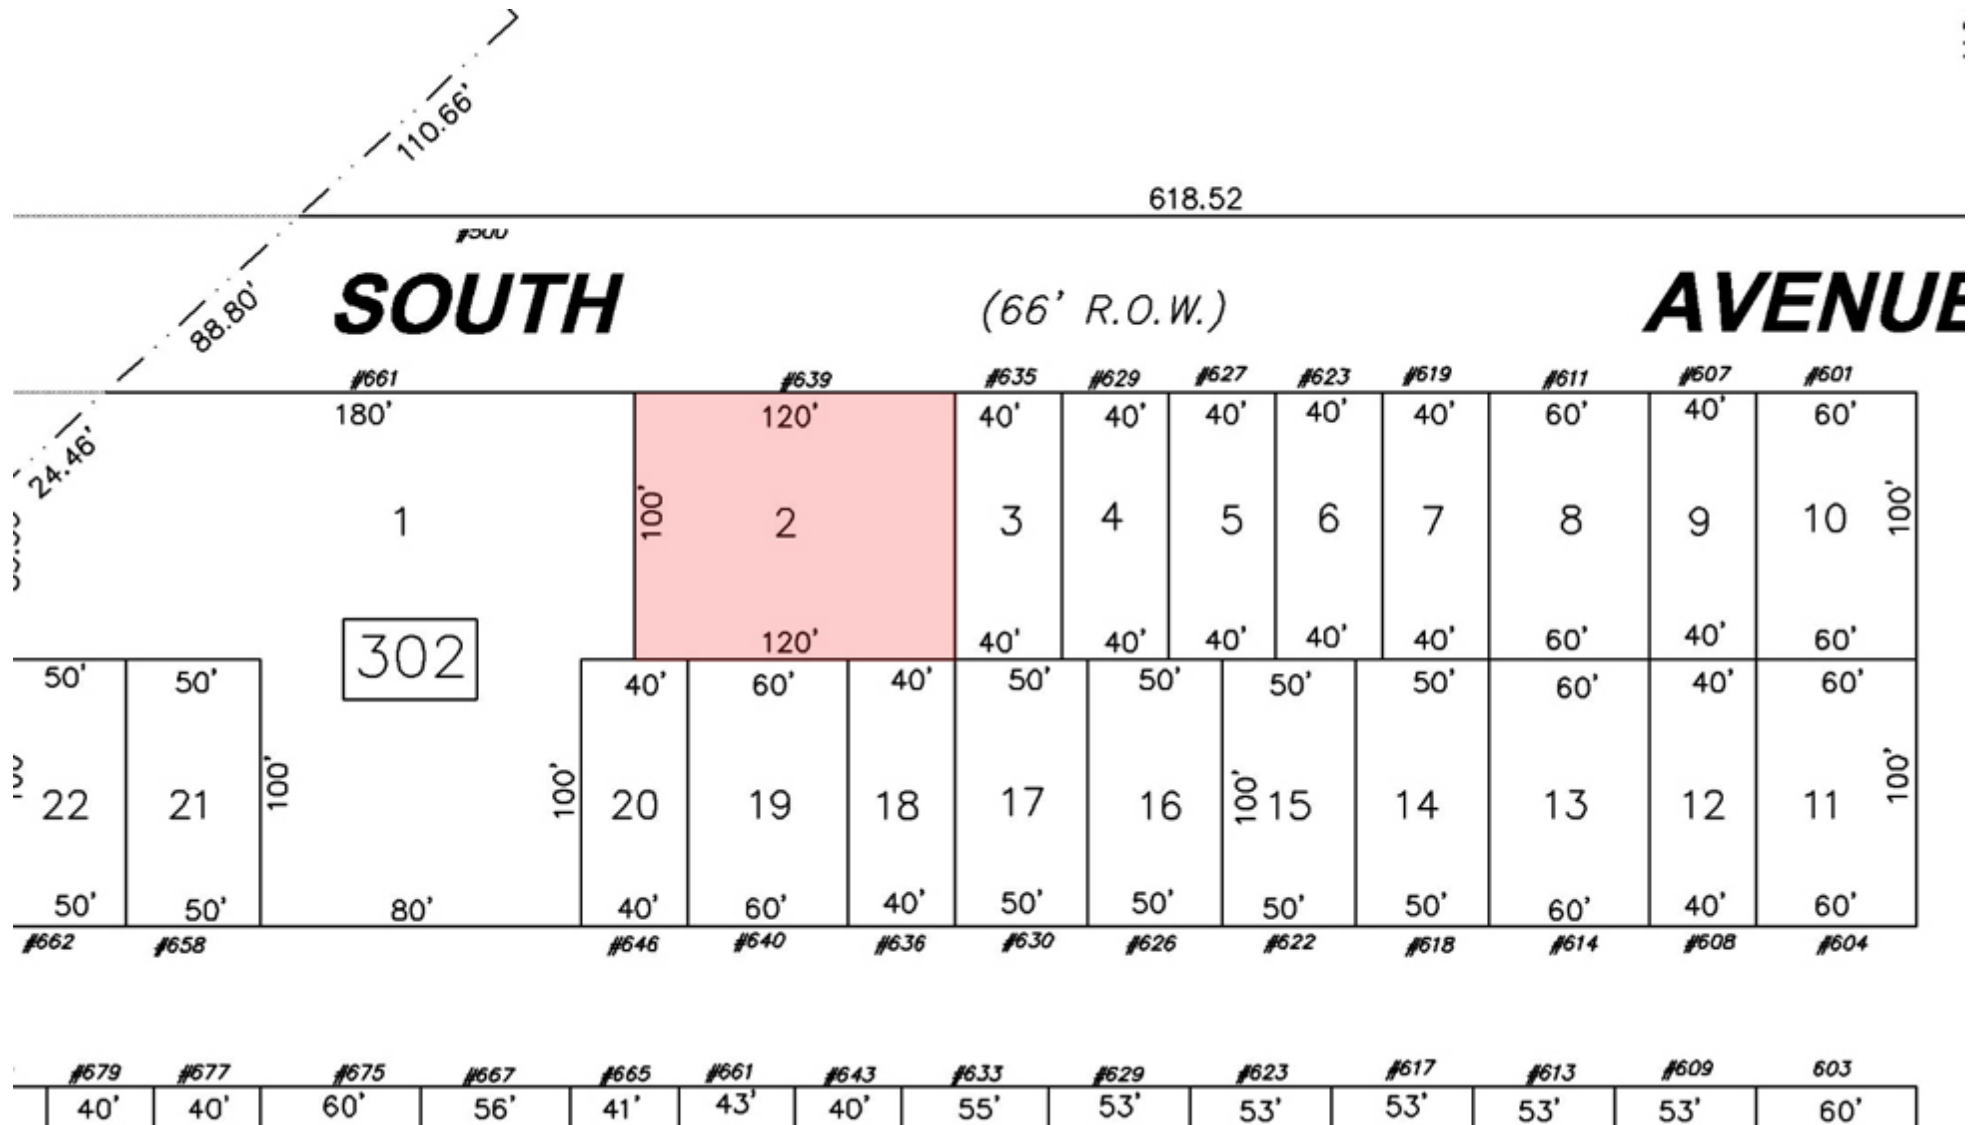 110.66'
618.52
#500
88.80'
SOUTH (66' R.O.W.) AVENUE
#661 #639 #635 #629 #627 #623 #619 #611 #607 #601
24.46' 180' 120' 40' 40' 40' 40' 40' 60' 40' 60'
1 100' 2 3 4 5 6 7 8 9 10 100'
120' 40' 40' 40' 40' 40' 60' 40' 60'
302
50' 50' 40' 60' 40' 50' 50' 50' 50' 60' 40' 60'
22 21 100' 100' 20 19 18 17 16 100' 15 14 13 12 11 100'
50' 50' 80' 40' 60' 40' 50' 50' 50' 50' 60' 40' 60'
#662 #658 #646 #640 #636 #630 #626 #622 #618 #614 #608 #604
#679 #677 #675 #667 #665 #661 #643 #633 #629 #623 #617 #613 #609 603
40' 40' 60' 56' 41' 43' 40' 55' 53' 53' 53' 53' 53' 60'